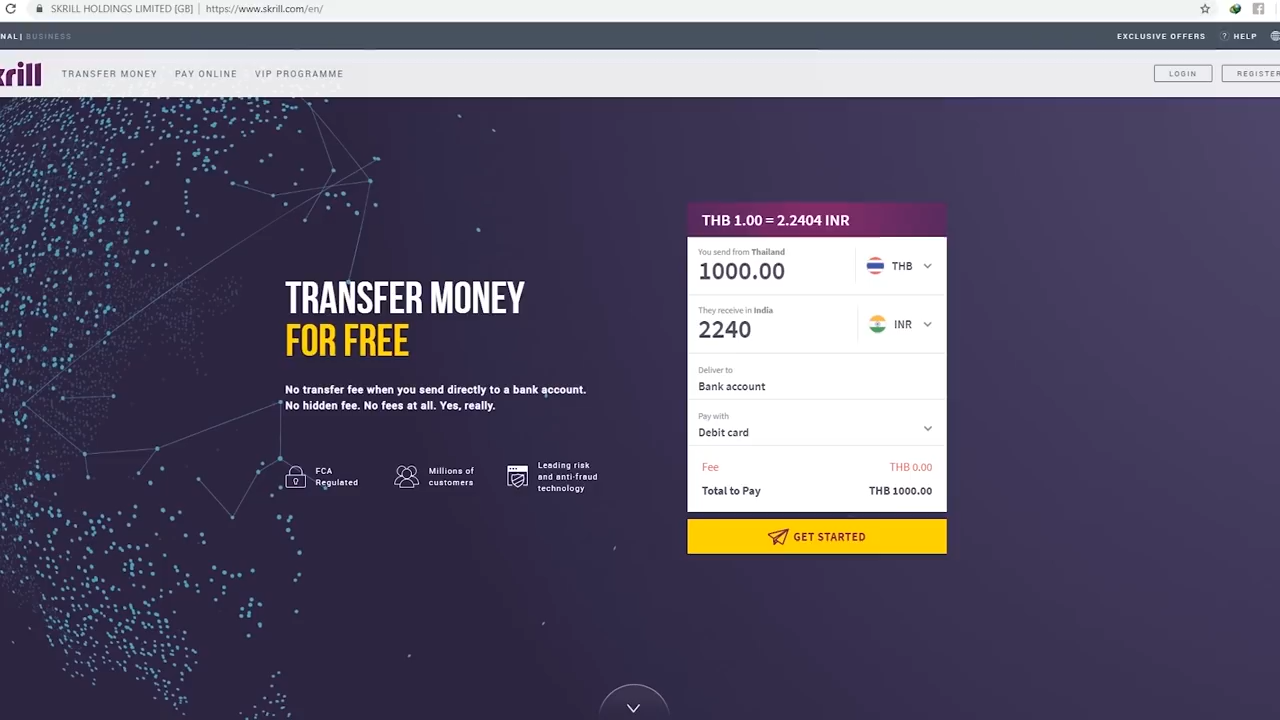 SKRILL HOLDINGS LIMITED [GB] | https://www.skrill.com/en/
NAL | BUSINESS
EXCLUSIVE OFFERS ? HELP
krill TRANSFER MONEY PAY ONLINE VIP PROGRAMME LOGIN REGISTER
THB 1.00 = 2.2404 INR
You send from Thailand
1000.00 THB
They receive in India
2240 INR
Deliver to
Bank account
Pay with
Debit card
Fee THB 0.00
Total to Pay THB 1000.00
GET STARTED
TRANSFER MONEY
FOR FREE
No transfer fee when you send directly to a bank account.
No hidden fee. No fees at all. Yes, really.
FCA
Regulated
Millions of
customers
Leading risk
and anti-fraud
technology